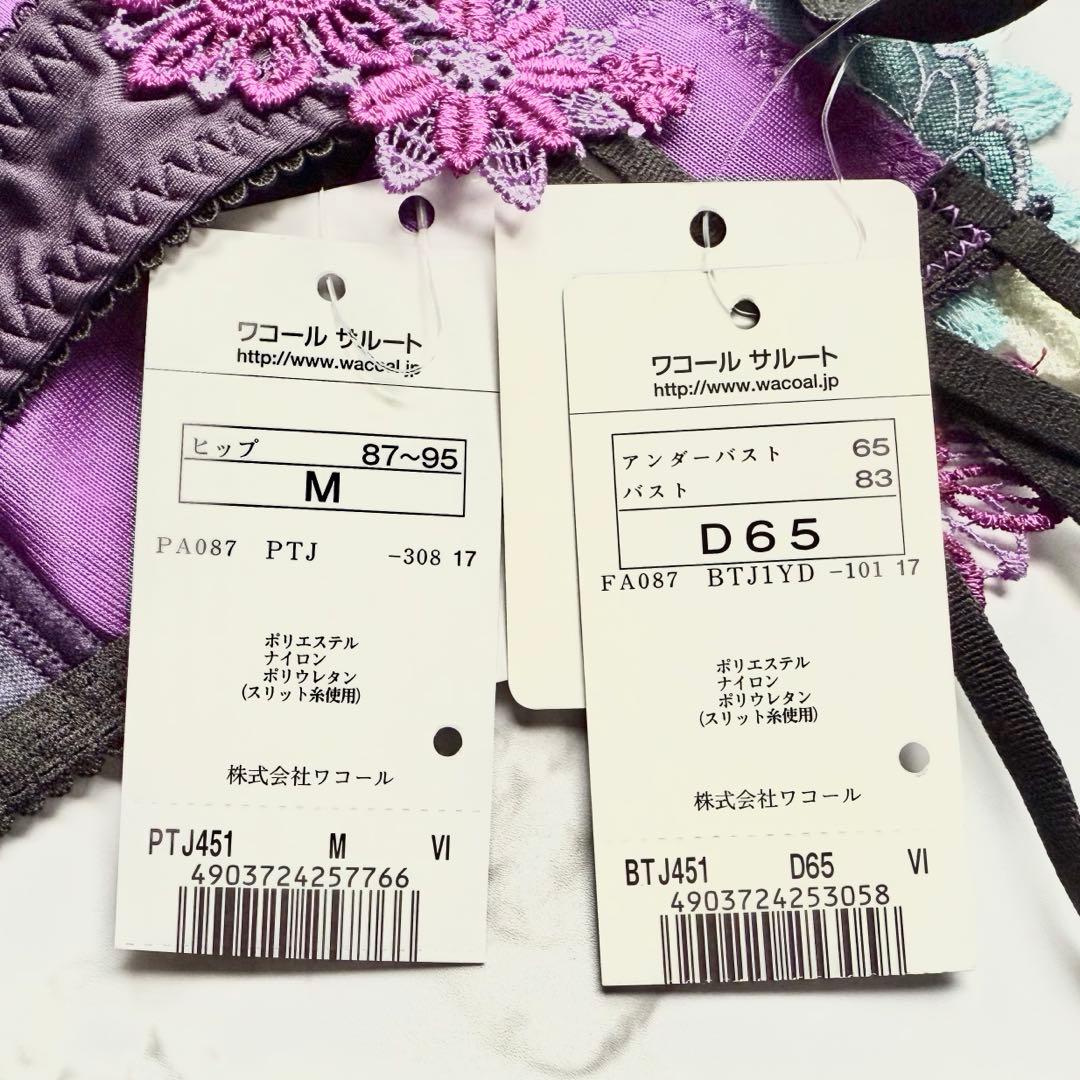 ワコール サルート
http://www.wacoal.jp
ヒップ 87~95
M
PA087 PTJ -308 17
ポリエステル
ナイロン
ポリウレタン
(スリット糸使用)
株式会社ワコール
PTJ451 M VI
4903724257766
ワコール サルート
http://www.wacoal.jp
アンダーバスト 65
バスト 83
D65
FA087 BTJ1YD -101 17
ポリエステル
ナイロン
ポリウレタン
(スリット糸使用)
株式会社ワコール
BTJ451 D65 VI
4903724253058